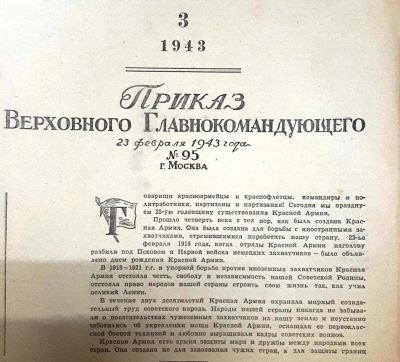 3
1943
ПРИКАЗ
ВЕРХОВНОГО ГЛАВНОКОМАНДУЮЩЕГО
23 февраля 1943 года
№ 95
г. Москва
Товарищи красноармейцы и краснофлотцы, командиры и по-
литработники, партизаны и партизанки! Сегодня мы праздну-
ем 25-ую годовщину существования Красной Армии.
Прошло четверть века с тех пор, как была создана Крас-
ная Армия. Она была создана для борьбы с иностранными за-
хватчиками, стремившимися поработить нашу страну. 23-ье
февраля 1918 года, когда отряды Красной Армии наголову
разбили под Псковом и Нарвой войска немецких захватчиков — было объяв-
лено днем рождения Красной Армии.
В 1918—1921 г.г. в упорной борьбе против иноземных захватчиков Красная
Армия отстояла честь, свободу и независимость нашей Советской Родины,
отстояла право народов нашей страны строить свою жизнь так, как учил
великий Ленин.
В течение двух десятилетий Красная Армия охраняла мирный созида-
тельный труд советского народа. Народы нашей страны никогда не забыва-
ли о посягательствах чужеземных захватчиков на нашу землю и неустанно
заботились об укреплении мощи Красной Армии, оснащали ее первоклас-
сной боевой техникой и любовно выращивали кадры советских воинов.
Красная Армия есть армия защиты мира и дружбы между народами всех
стран. Она создана не для завоевания чужих стран, а для защиты границ